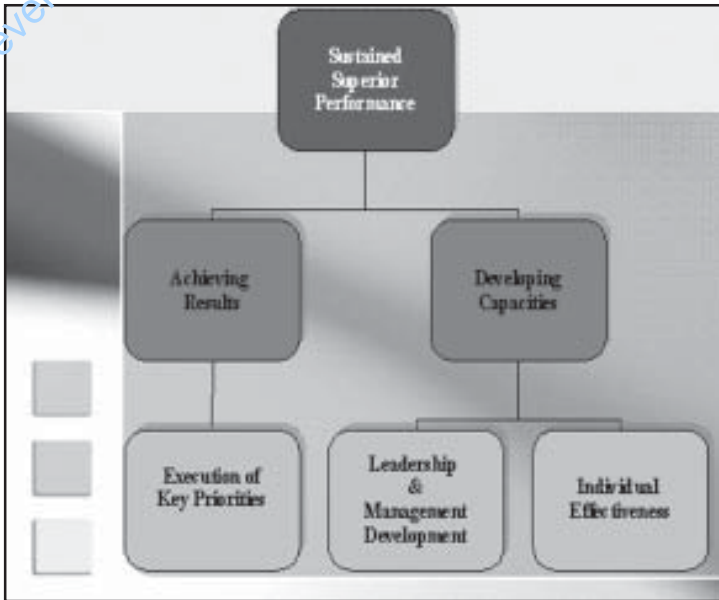 Sustained
Superior
Performance
Achieving
Results
Developing
Capacities
Execution of
Key Priorities
Leadership
&
Management
Development
Individual
Effectiveness